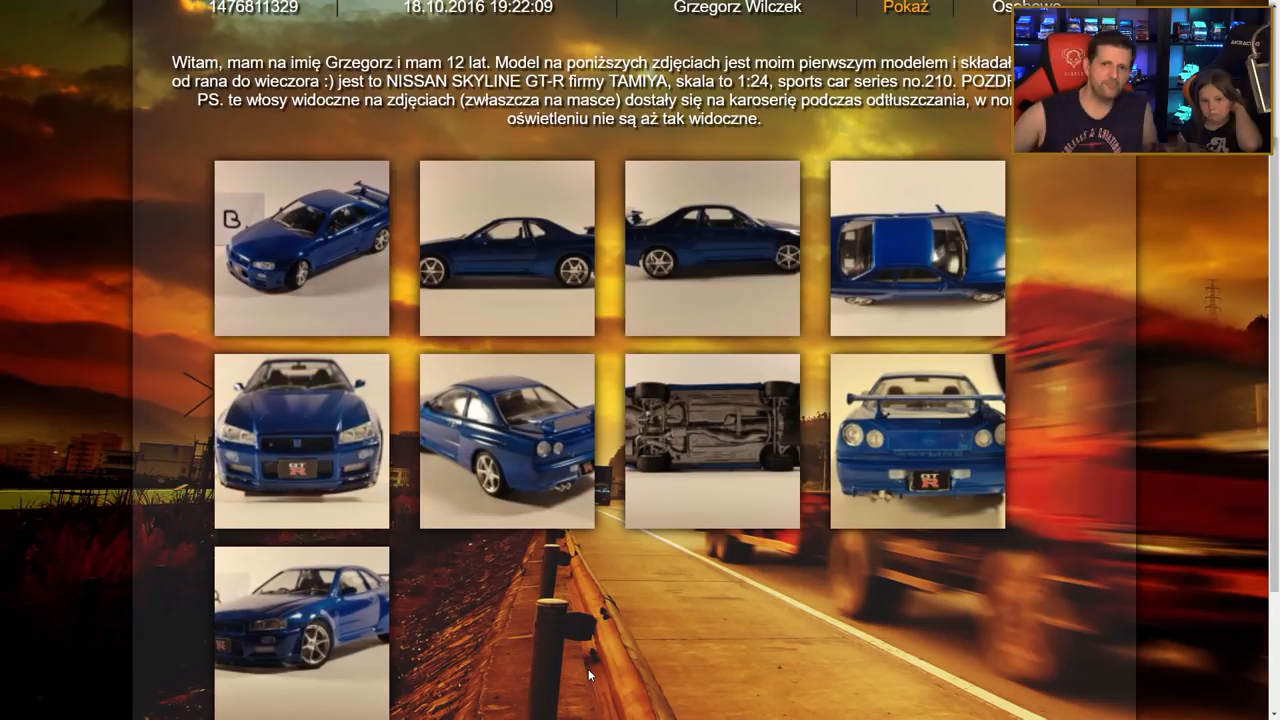 1476811329 18.10.2016 19:22:09 Grzegorz Wilczek Pokaż Osobowe
Witam, mam na imię Grzegorz i mam 12 lat. Model na poniższych zdjęciach jest moim pierwszym modelem i składał
od rana do wieczora :) jest to NISSAN SKYLINE GT-R firmy TAMIYA, skala to 1:24, sports car series no.210.
PS. te włosy widoczne na zdjęciach (zwłaszcza na masce) dostały się na karoserię podczas odtłuszczania, w
oświetleniu nie są aż tak widoczne.
B
GT
R
GT
R